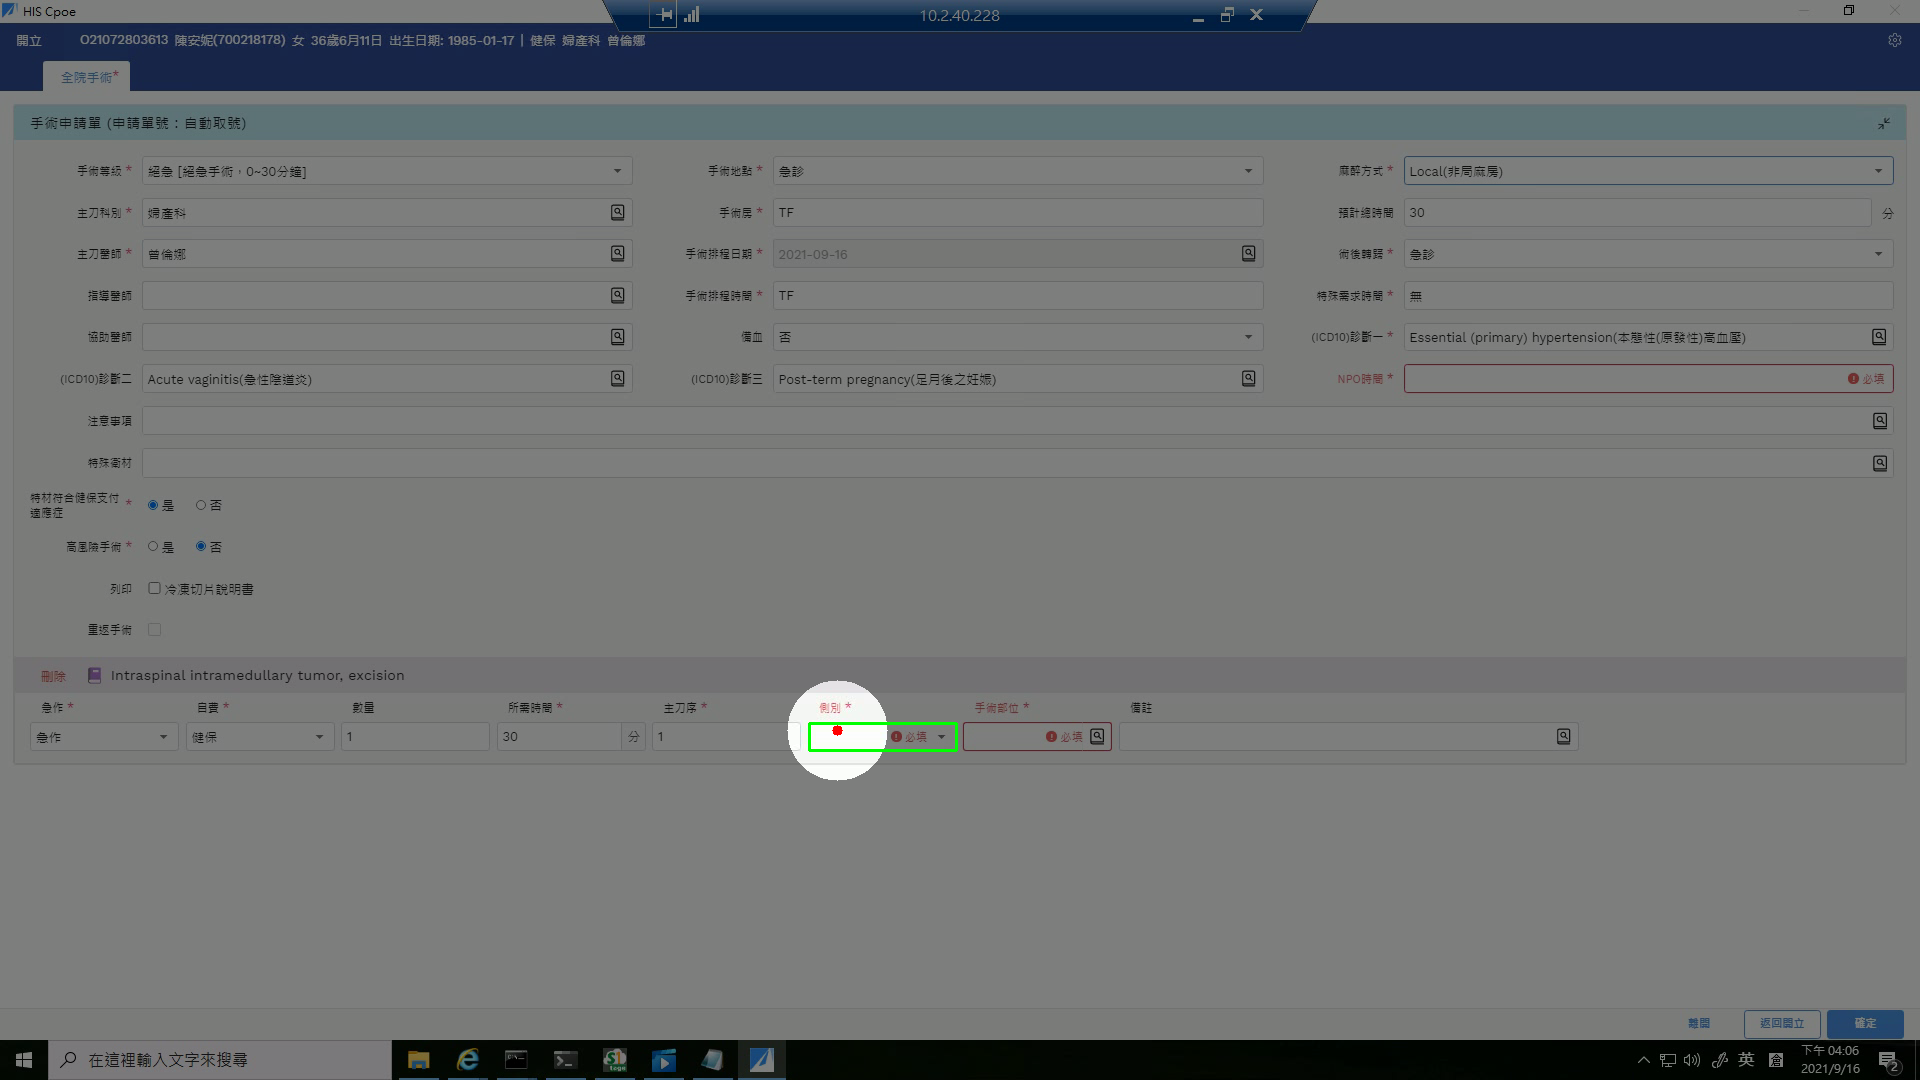 HIS Cpoe
10.2.40.228
開立 O21072803613 陳安妮(700218178) 女 36歲6月11日 出生日期: 1985-01-17 | 健保 婦產科 曾倫娜
全院手術*
手術申請單 (申請單號：自動取號)
手術等級 * 絕急 [絕急手術，0~30分鐘] 手術地點 * 急診 麻醉方式 * Local(非局麻房)
主刀科別 * 婦產科 手術房 * TF 預計總時間 30 分
主刀醫師 * 曾倫娜 手術排程日期 * 2021-09-16 術後轉歸 * 急診
指導醫師 手術排程時間 * TF 特殊需求時間 * 無
協助醫師 備血 否 (ICD10)診斷一 * Essential (primary) hypertension(本態性(原發性)高血壓)
(ICD10)診斷二 Acute vaginitis(急性陰道炎) (ICD10)診斷三 Post-term pregnancy(足月後之妊娠) NPO時間 * 必填
注意事項
特殊衛材
特材符合健保支付
適應症 * 是 否
高風險手術 * 是 否
列印 冷凍切片說明書
重返手術
刪除 Intraspinal intramedullary tumor, excision
急作 * 自費 * 數量 所需時間 * 主刀序 * 側別 * 手術部位 * 備註
急作 健保 1 30 分 1 必填 必填
離開 返回開立 確定
在這裡輸入文字來搜尋
英
下午 04:06
2021/9/16
2